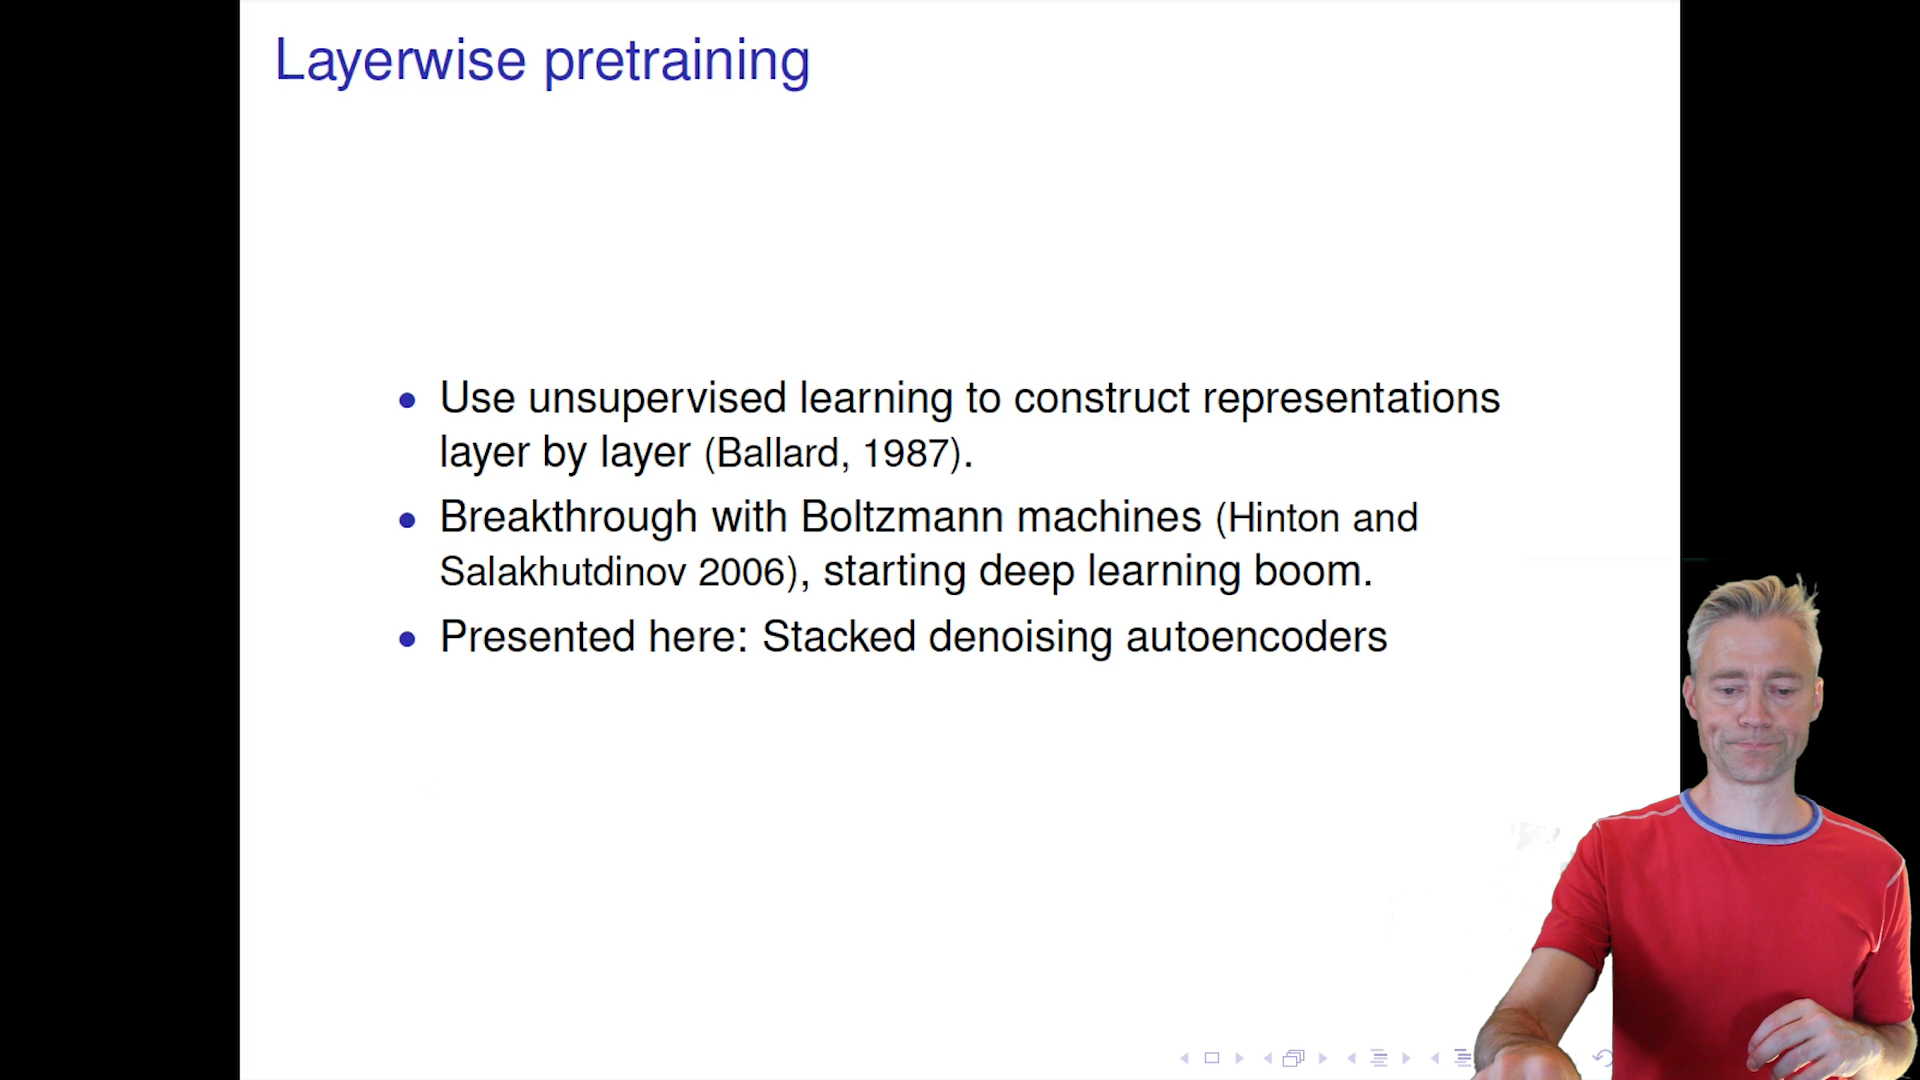 Layerwise pretraining
• Use unsupervised learning to construct representations
layer by layer (Ballard, 1987).
• Breakthrough with Boltzmann machines (Hinton and
Salakhutdinov 2006), starting deep learning boom.
• Presented here: Stacked denoising autoencoders